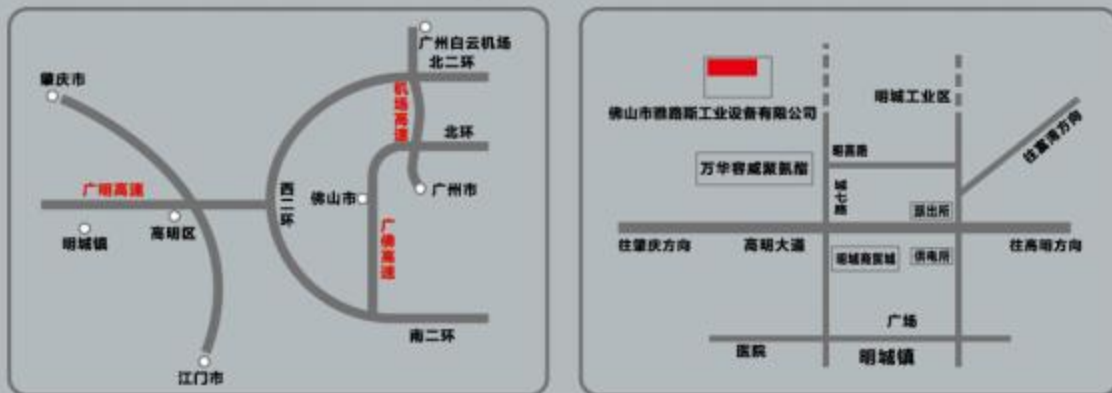 广州白云机场
北二环
肇庆市
机场高速
北环
广明高速
西二环
佛山市
广州市
明城镇
高明区
广佛高速
南二环
江门市
明城工业区
佛山市雅路斯工业设备有限公司
往富湾方向
明高路
万华容威聚氨酯
城七路
派出所
往肇庆方向
高明大道
往高明方向
明城商贸城
供电所
广场
医院
明城镇